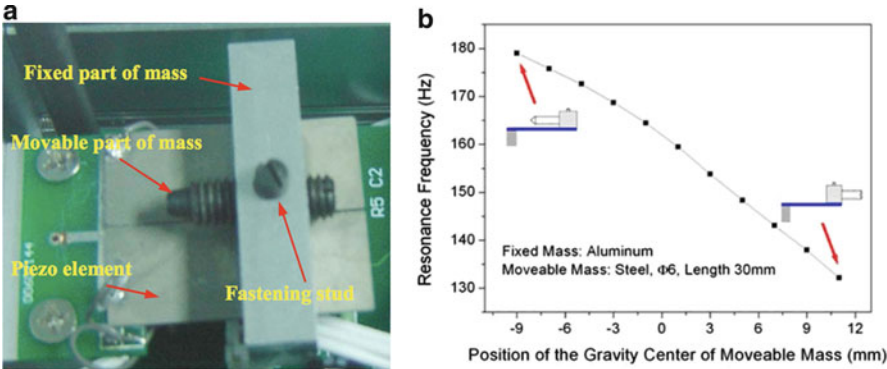 a
Fixed part of mass
Movable part of mass
Piezo element
Fastening stud
R5 C2
b
Resonance Frequency (Hz)
180
170
160
150
140
130
Fixed Mass: Aluminum
Moveable Mass: Steel, Φ6, Length 30mm
-9 -6 -3 0 3 6 9 12
Position of the Gravity Center of Moveable Mass (mm)